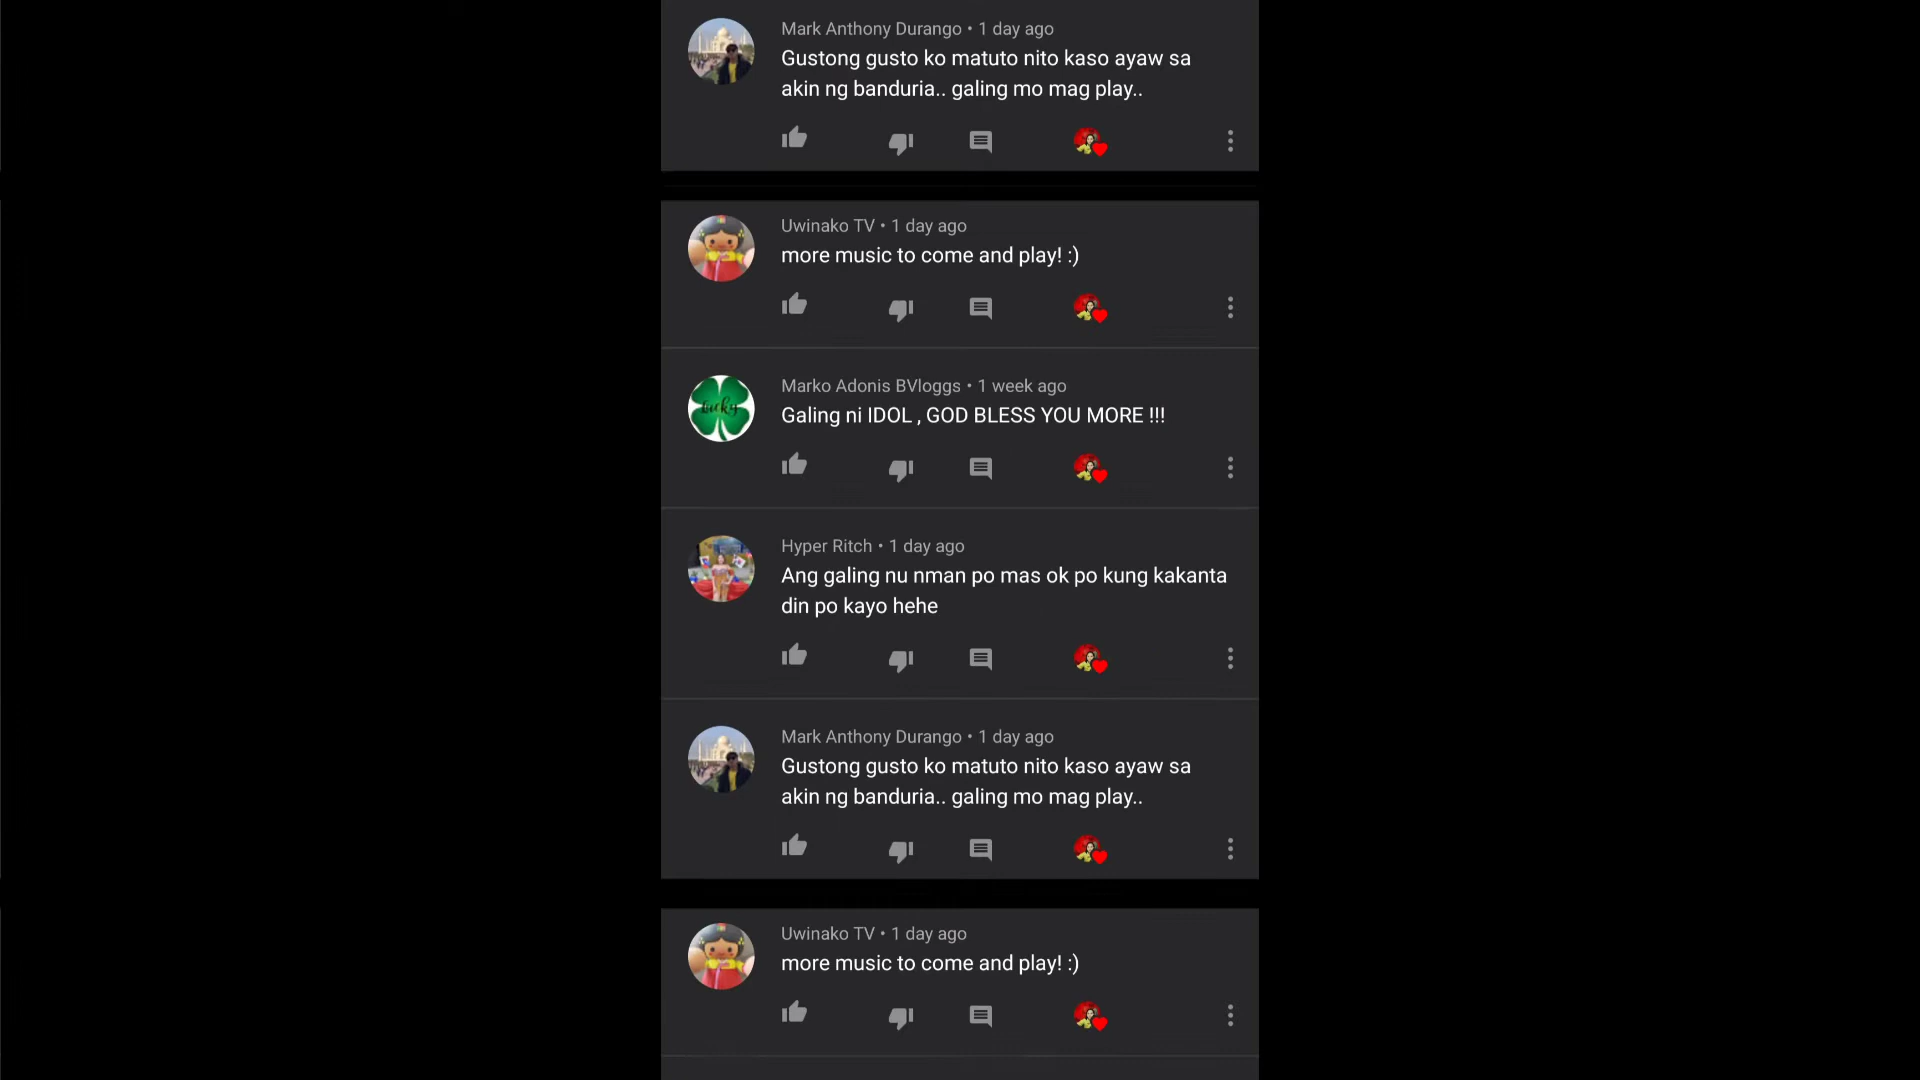 Mark Anthony Durango • 1 day ago
Gustong gusto ko matuto nito kaso ayaw sa
akin ng banduria.. galing mo mag play..
Uwinako TV • 1 day ago
more music to come and play! :)
lucky
Marko Adonis BVloggs • 1 week ago
Galing ni IDOL , GOD BLESS YOU MORE !!!
Hyper Ritch • 1 day ago
Ang galing nu nman po mas ok po kung kakanta
din po kayo hehe
Mark Anthony Durango • 1 day ago
Gustong gusto ko matuto nito kaso ayaw sa
akin ng banduria.. galing mo mag play..
Uwinako TV • 1 day ago
more music to come and play! :)